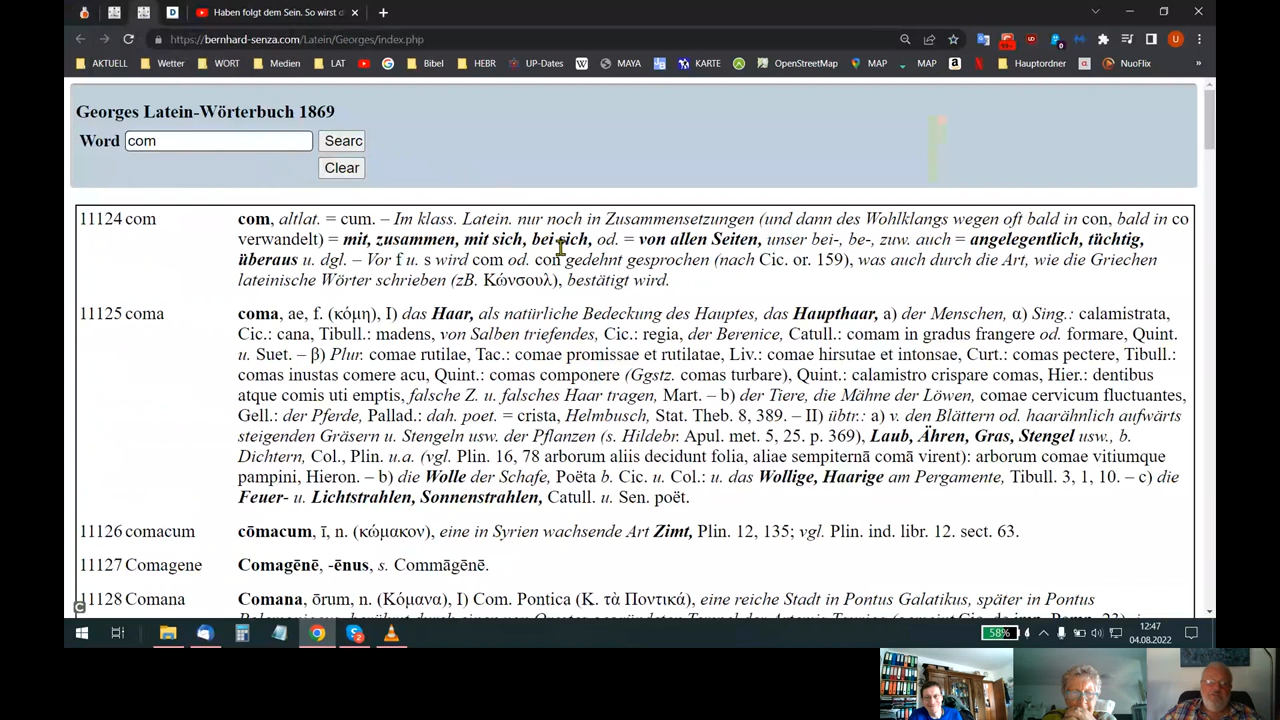 D
Haben folgt dem Sein. So wirst d
https://bernhard-senza.com/Latein/Georges/index.php
U
AKTUELL Wetter WORT Medien LAT Bibel HEBR UP-Dates W MAYA KARTE OpenStreetMap MAP MAP a Hauptordner NuoFlix »
Georges Latein-Wörterbuch 1869
Word com Searc
Clear
11124 com com, altlat. = cum. – Im klass. Latein. nur noch in Zusammensetzungen (und dann des Wohlklangs wegen oft bald in con, bald in co
verwandelt) = mit, zusammen, mit sich, bei sich, od. = von allen Seiten, unser bei-, be-, zuw. auch = angelegentlich, tüchtig,
überaus u. dgl. – Vor f u. s wird com od. con gedehnt gesprochen (nach Cic. or. 159), was auch durch die Art, wie die Griechen
lateinische Wörter schrieben (zB. Κώνσουλ), bestätigt wird.
11125 coma coma, ae, f. (κόμη), I) das Haar, als natürliche Bedeckung des Hauptes, das Haupthaar, a) der Menschen, α) Sing.: calamistrata,
Cic.: cana, Tibull.: madens, von Salben triefendes, Cic.: regia, der Berenice, Catull.: comam in gradus frangere od. formare, Quint.
u. Suet. – β) Plur. comae rutilae, Tac.: comae promissae et rutilatae, Liv.: comae hirsutae et intonsae, Curt.: comas pectere, Tibull.:
comas inustas comere acu, Quint.: comas componere (Ggstz. comas turbare), Quint.: calamistro crispare comas, Hier.: dentibus
atque comis uti emptis, falsche Z. u. falsches Haar tragen, Mart. – b) der Tiere, die Mähne der Löwen, comae cervicum fluctuantes,
Gell.: der Pferde, Pallad.: dah. poet. = crista, Helmbusch, Stat. Theb. 8, 389. – II) übtr.: a) v. den Blättern od. haarähnlich aufwärts
steigenden Gräsern u. Stengeln usw. der Pflanzen (s. Hildebr. Apul. met. 5, 25. p. 369), Laub, Ähren, Gras, Stengel usw., b.
Dichtern, Col., Plin. u.a. (vgl. Plin. 16, 78 arborum aliis decidunt folia, aliae sempiternā comā virent): arborum comae vitiumque
pampini, Hieron. – b) die Wolle der Schafe, Poëta b. Cic. u. Col.: u. das Wollige, Haarige am Pergamente, Tibull. 3, 1, 10. – c) die
Feuer- u. Lichtstrahlen, Sonnenstrahlen, Catull. u. Sen. poët.
11126 comacum cōmacum, ī, n. (κώμακον), eine in Syrien wachsende Art Zimt, Plin. 12, 135; vgl. Plin. ind. libr. 12. sect. 63.
11127 Comagene Comagēnē, -ēnus, s. Commāgēnē.
11128 Comana Comana, ōrum, n. (Κόμανα), I) Com. Pontica (Κ. τὰ Ποντικά), eine reiche Stadt in Pontus Galatikus, später in Pontus
58% 12:47
04.08.2022